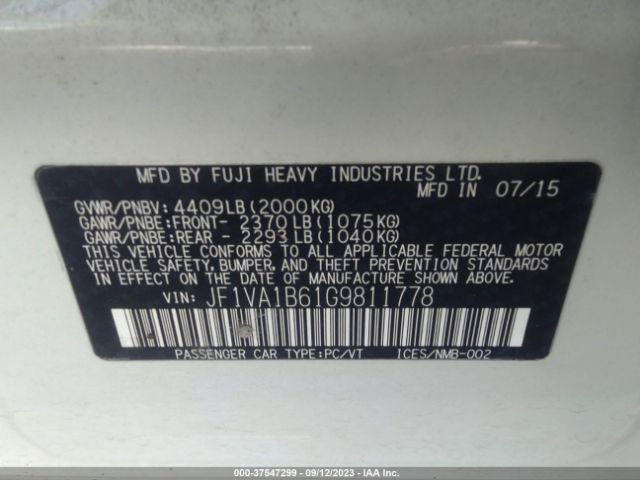 MFD BY FUJI HEAVY INDUSTRIES LTD.
MFD IN 07/15
GVWR/PNBV: 4409LB(2000KG)
GAWR/PNBE:FRONT- 2370LB(1075KG)
GAWR/PNBE:REAR - 2293LB(1040KG)
THIS VEHICLE CONFORMS TO ALL APPLICABLE FEDERAL MOTOR
VEHICLE SAFETY, BUMPER, AND THEFT PREVENTION STANDARDS
IN EFFECT ON THE DATE OF MANUFACTURE SHOWN ABOVE.
VIN: JF1VA1B61G9811778
PASSENGER CAR TYPE:PC/VT ICES/NMB-002
000-37547299 - 09/12/2023 - IAAI.COM